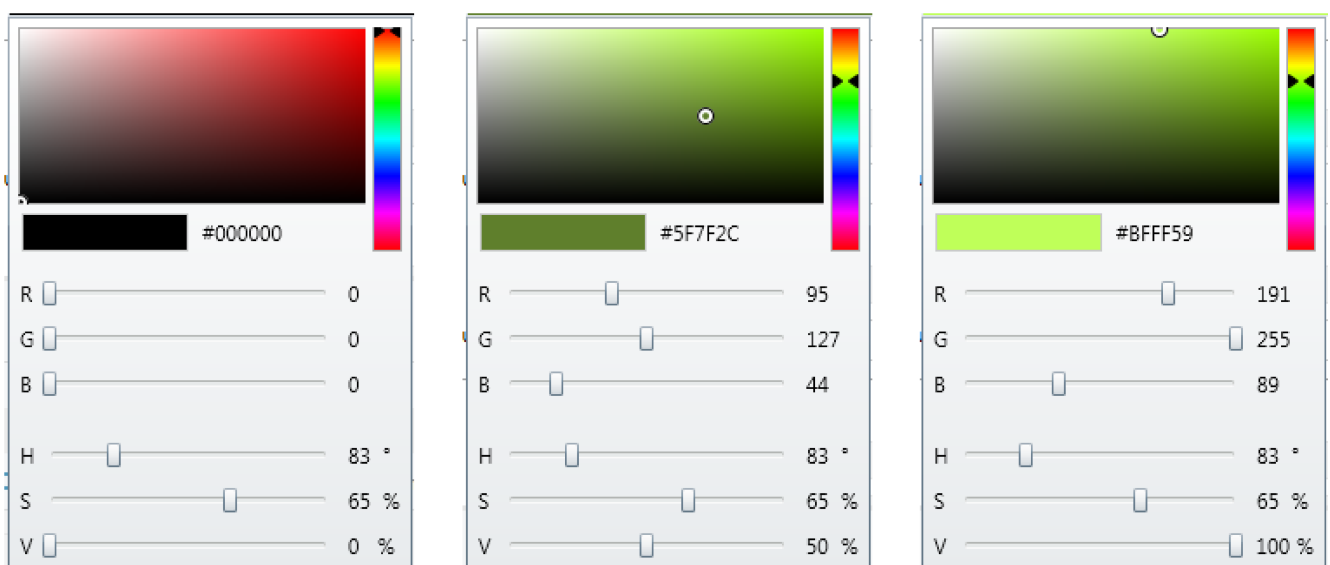 #000000
R 0
G 0
B 0
H 83 °
S 65 %
V 0 %
#5F7F2C
R 95
G 127
B 44
H 83 °
S 65 %
V 50 %
#BFFF59
R 191
G 255
B 89
H 83 °
S 65 %
V 100 %